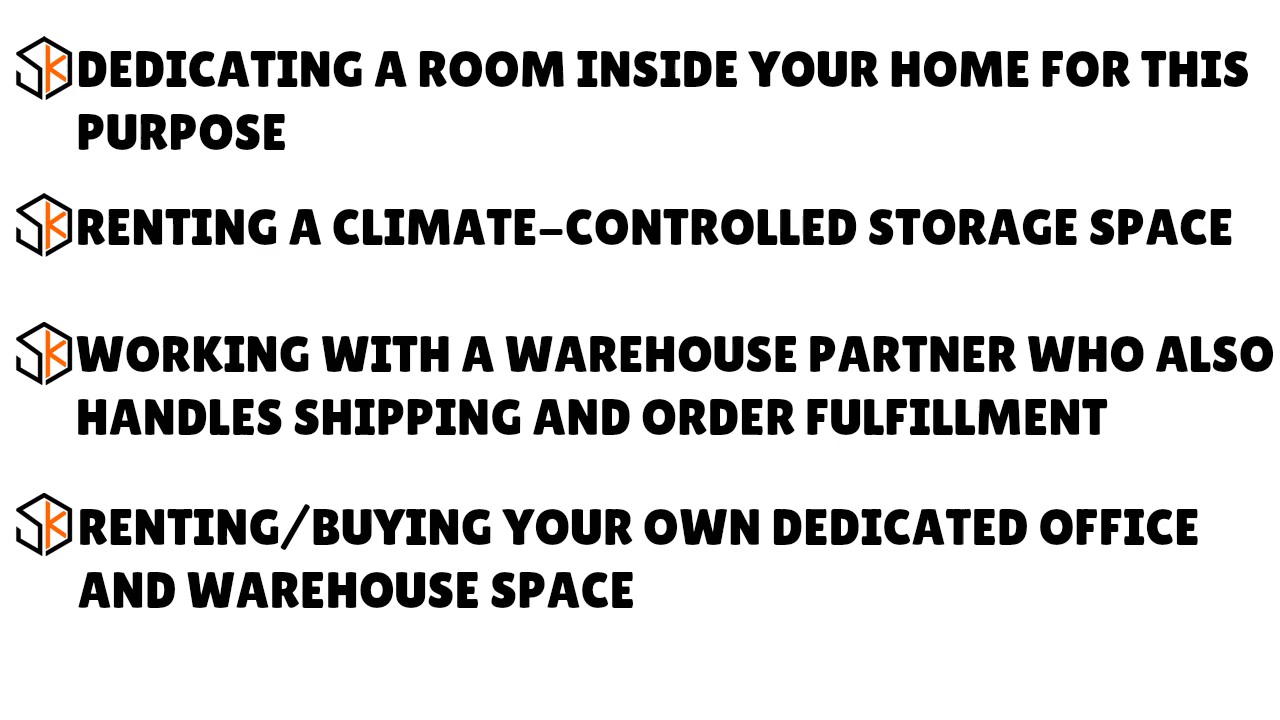 DEDICATING A ROOM INSIDE YOUR HOME FOR THIS
PURPOSE
RENTING A CLIMATE-CONTROLLED STORAGE SPACE
WORKING WITH A WAREHOUSE PARTNER WHO ALSO
HANDLES SHIPPING AND ORDER FULFILLMENT
RENTING/BUYING YOUR OWN DEDICATED OFFICE
AND WAREHOUSE SPACE